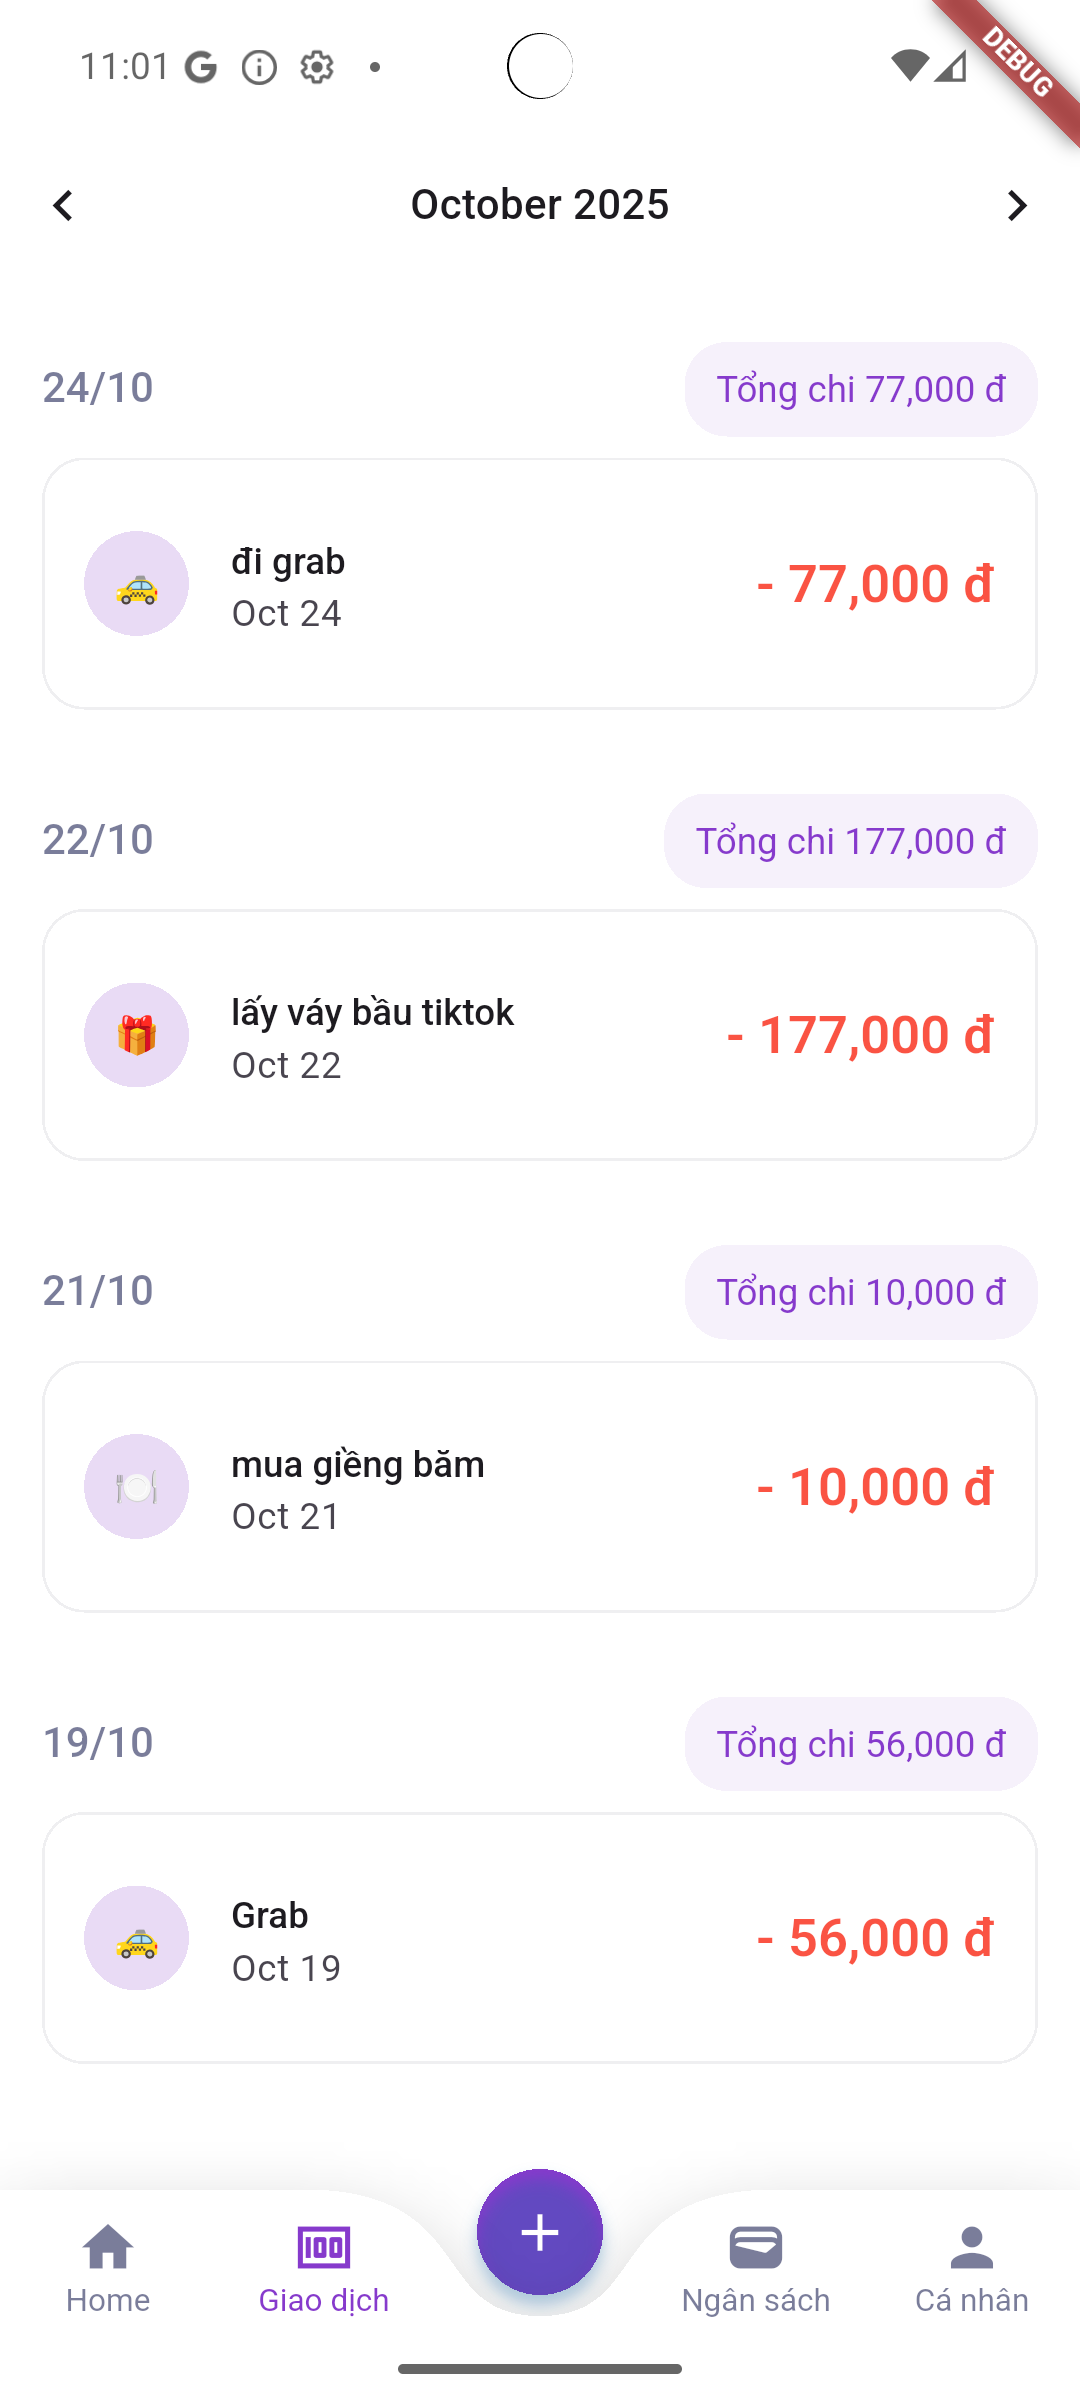 11:01
DEBUG
October 2025
24/10
Tổng chi 77,000 đ
đi grab
Oct 24
- 77,000 đ
22/10
Tổng chi 177,000 đ
lấy váy bầu tiktok
Oct 22
- 177,000 đ
21/10
Tổng chi 10,000 đ
mua giềng băm
Oct 21
- 10,000 đ
19/10
Tổng chi 56,000 đ
Grab
Oct 19
- 56,000 đ
Home
Giao dịch
Ngân sách
Cá nhân